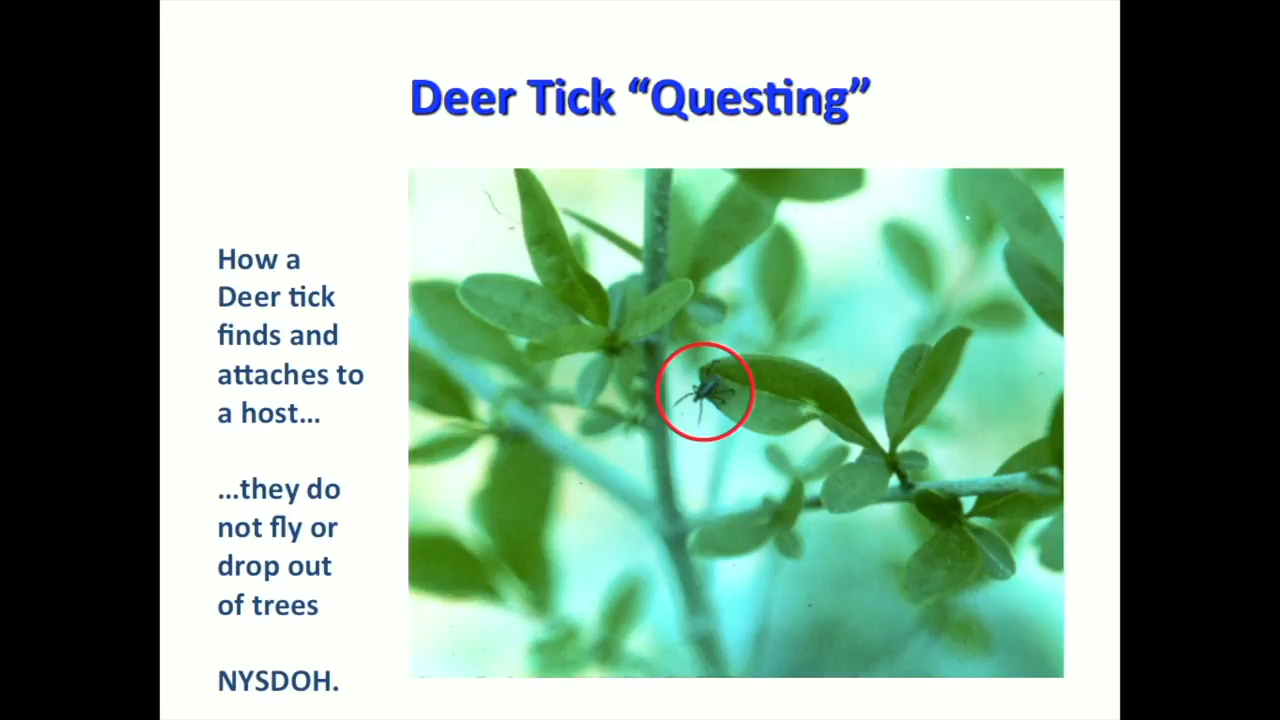 Deer Tick “Questing”
How a
Deer tick
finds and
attaches to
a host...
...they do
not fly or
drop out
of trees
NYSDOH.